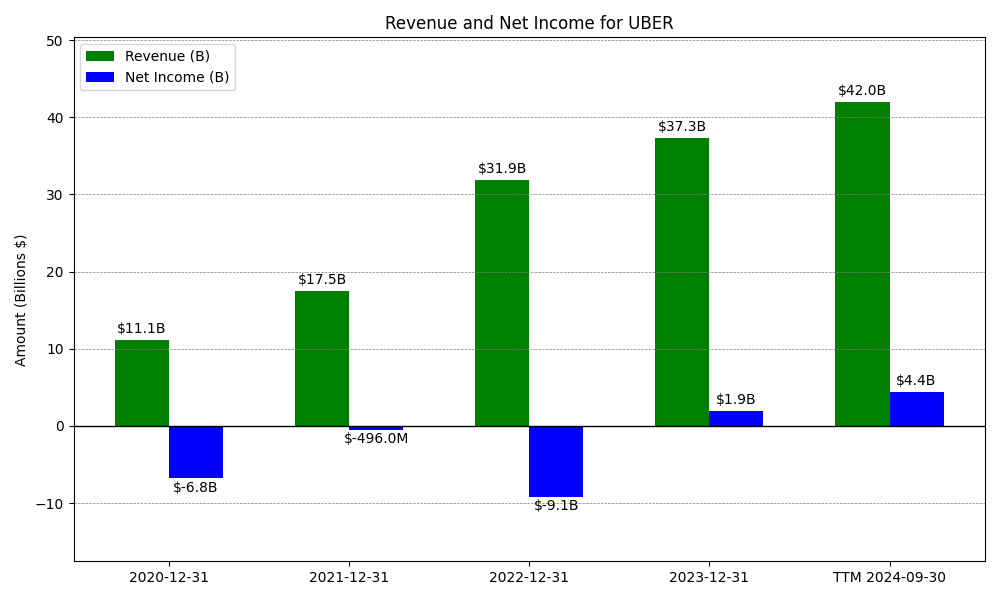 Revenue and Net Income for UBER
Revenue (B)
Net Income (B)
Amount (Billions $)
50
40
30
20
10
0
−10
$11.1B
$-6.8B
$17.5B
$-496.0M
$31.9B
$-9.1B
$37.3B
$1.9B
$42.0B
$4.4B
2020-12-31
2021-12-31
2022-12-31
2023-12-31
TTM 2024-09-30